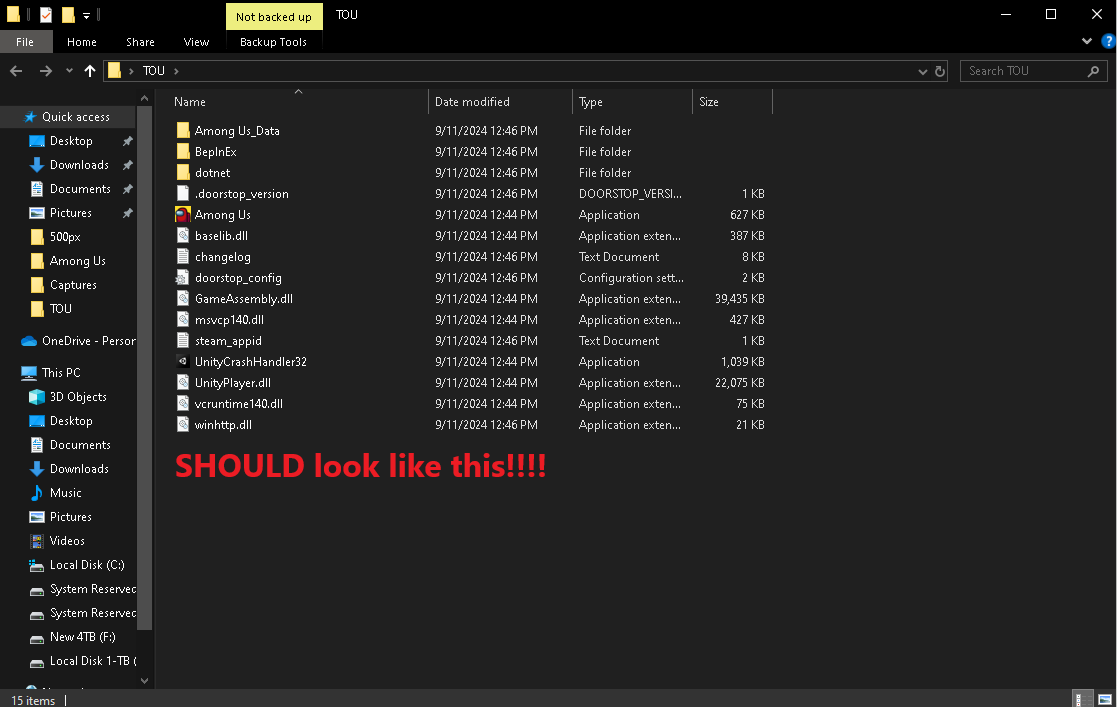 Not backed up TOU
File Home Share View Backup Tools
TOU Search TOU
Name Date modified Type Size
Quick access
Desktop
Downloads
Documents
Pictures
500px
Among Us
Captures
TOU
OneDrive - Person
This PC
3D Objects
Desktop
Documents
Downloads
Music
Pictures
Videos
Local Disk (C:)
System Reserved
System Reserved
New 4TB (F:)
Local Disk 1-TB (
Among Us_Data 9/11/2024 12:46 PM File folder
BepInEx 9/11/2024 12:46 PM File folder
dotnet 9/11/2024 12:46 PM File folder
.doorstop_version 9/11/2024 12:46 PM DOORSTOP_VERSI... 1 KB
Among Us 9/11/2024 12:44 PM Application 627 KB
baselib.dll 9/11/2024 12:44 PM Application exten... 387 KB
changelog 9/11/2024 12:46 PM Text Document 8 KB
doorstop_config 9/11/2024 12:46 PM Configuration sett... 2 KB
GameAssembly.dll 9/11/2024 12:44 PM Application exten... 39,435 KB
msvcp140.dll 9/11/2024 12:44 PM Application exten... 427 KB
steam_appid 9/11/2024 12:46 PM Text Document 1 KB
UnityCrashHandler32 9/11/2024 12:44 PM Application 1,039 KB
UnityPlayer.dll 9/11/2024 12:44 PM Application exten... 22,075 KB
vcruntime140.dll 9/11/2024 12:44 PM Application exten... 75 KB
winhttp.dll 9/11/2024 12:46 PM Application exten... 21 KB
SHOULD look like this!!!!
15 items